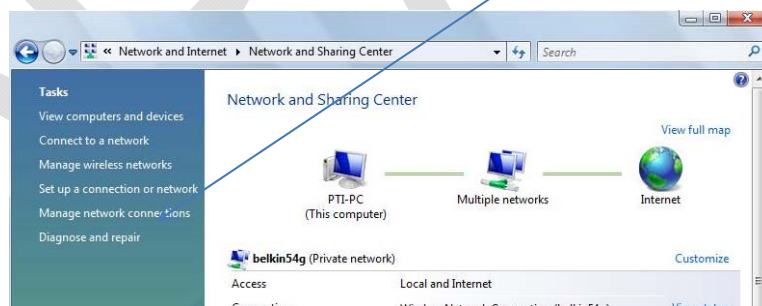 « Network and Internet ▸ Network and Sharing Center
Search
Tasks
View computers and devices
Connect to a network
Manage wireless networks
Set up a connection or network
Manage network connections
Diagnose and repair
Network and Sharing Center
View full map
PTI-PC
(This computer)
Multiple networks
Internet
belkin54g (Private network)
Customize
Access
Local and Internet